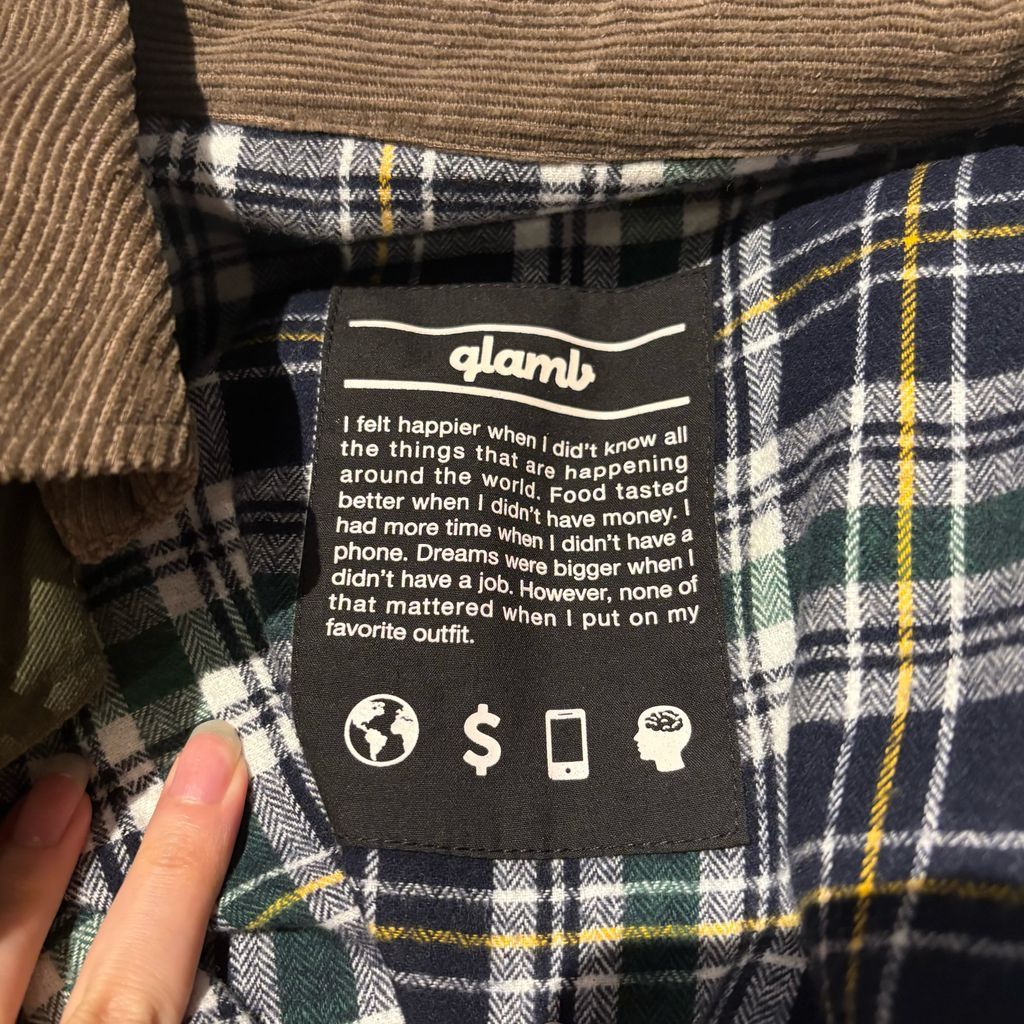 glamb
I felt happier when I did't know all
the things that are happening
around the world. Food tasted
better when I didn't have money. I
had more time when I didn't have a
phone. Dreams were bigger when I
didn't have a job. However, none of
that mattered when I put on my
favorite outfit.
$